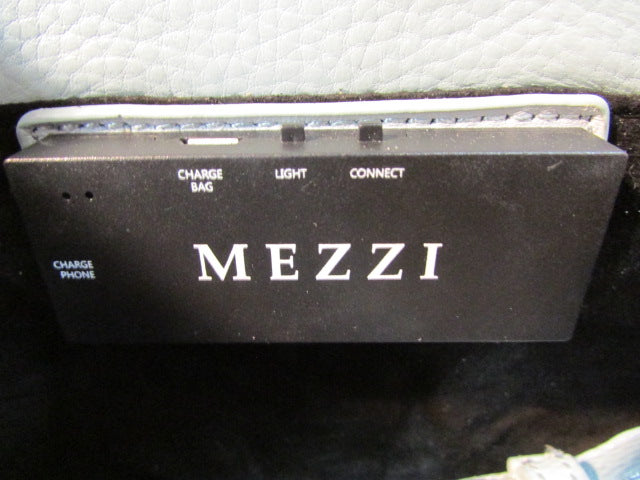 CHARGE
BAG
LIGHT
CONNECT
CHARGE
PHONE
MEZZI